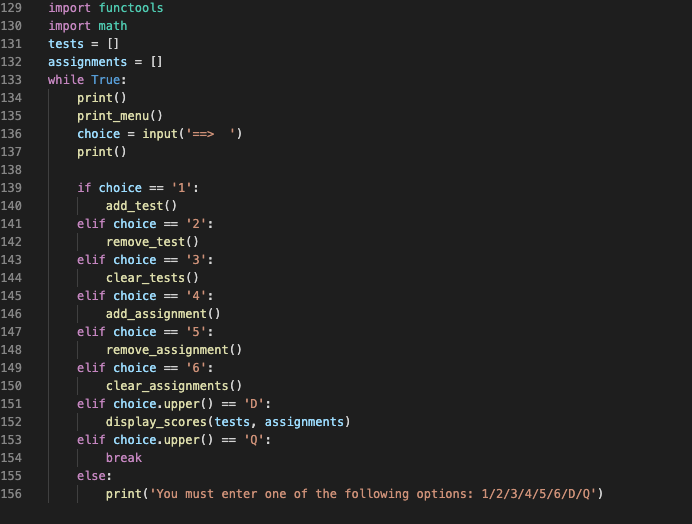 129 import functools
130 import math
131 tests = []
132 assignments = []
133 while True:
134     print()
135     print_menu()
136     choice = input('==>  ')
137     print()
138
139     if choice == '1':
140         add_test()
141     elif choice == '2':
142         remove_test()
143     elif choice == '3':
144         clear_tests()
145     elif choice == '4':
146         add_assignment()
147     elif choice == '5':
148         remove_assignment()
149     elif choice == '6':
150         clear_assignments()
151     elif choice.upper() == 'D':
152         display_scores(tests, assignments)
153     elif choice.upper() == 'Q':
154         break
155     else:
156         print('You must enter one of the following options: 1/2/3/4/5/6/D/Q')